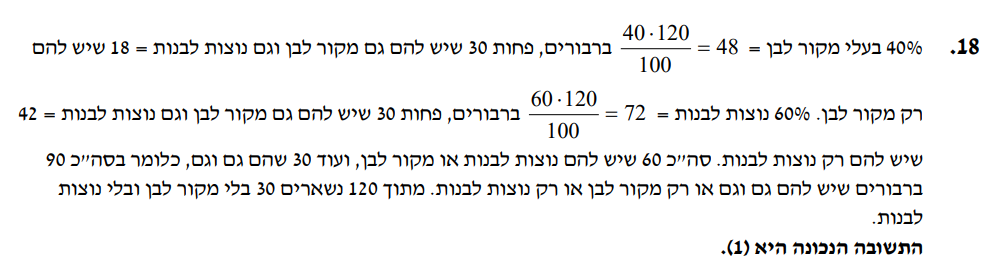 18. 40% בעלי מקור לבן = 40·120/100 = 48 ברבורים, פחות 30 שיש להם גם מקור לבן וגם נוצות לבנות = 18 שיש להם
רק מקור לבן. 60% נוצות לבנות = 60·120/100 = 72 ברבורים, פחות 30 שיש להם גם מקור לבן וגם נוצות לבנות = 42
שיש להם רק נוצות לבנות. סה״כ 60 שיש להם נוצות לבנות או מקור לבן, ועוד 30 שהם גם וגם, כלומר בסה״כ 90
ברבורים שיש להם גם וגם או רק מקור לבן או רק נוצות לבנות. מתוך 120 נשארים 30 בלי מקור לבן ובלי נוצות
לבנות.
התשובה הנכונה היא (1).